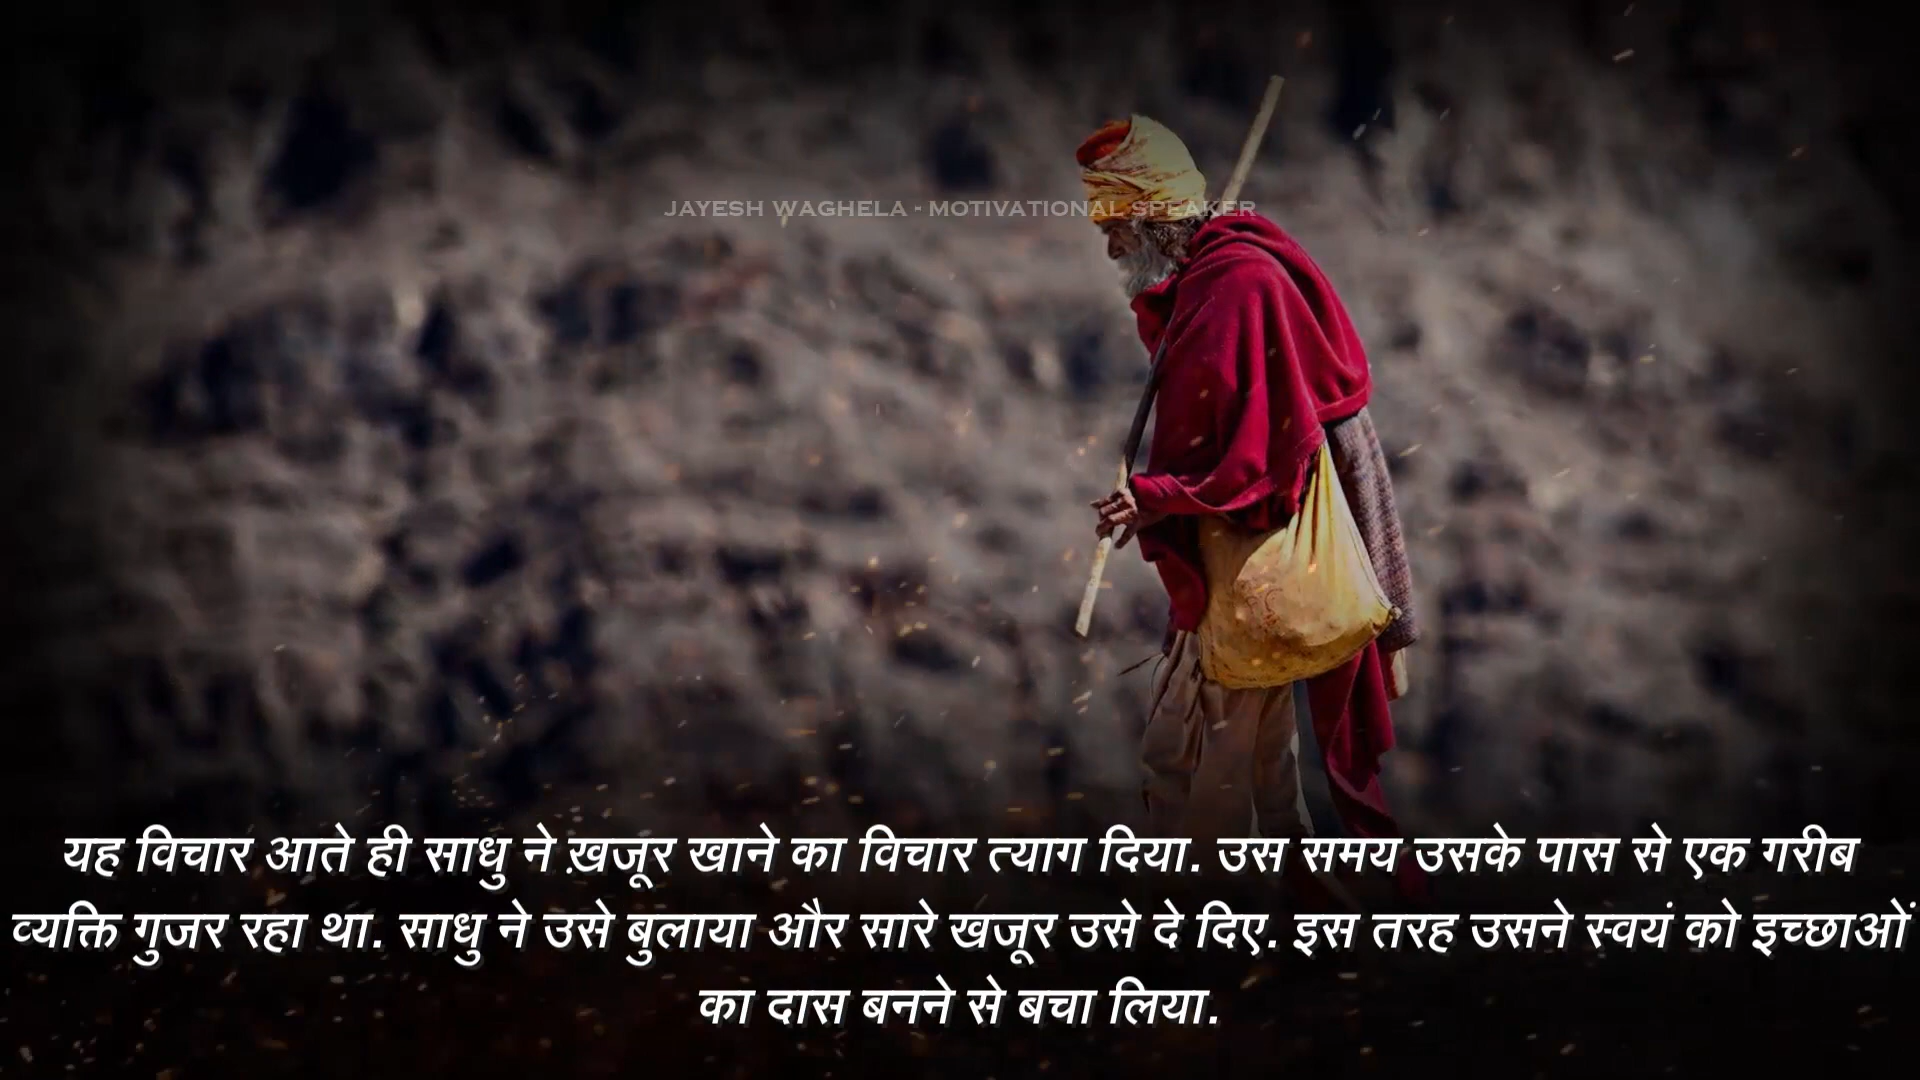 JAYESH WAGHELA - MOTIVATIONAL SPEAKER
यह विचार आते ही साधु ने ख़जूर खाने का विचार त्याग दिया. उस समय उसके पास से एक गरीब
व्यक्ति गुजर रहा था. साधु ने उसे बुलाया और सारे खजूर उसे दे दिए. इस तरह उसने स्वयं को इच्छाओं
का दास बनने से बचा लिया.